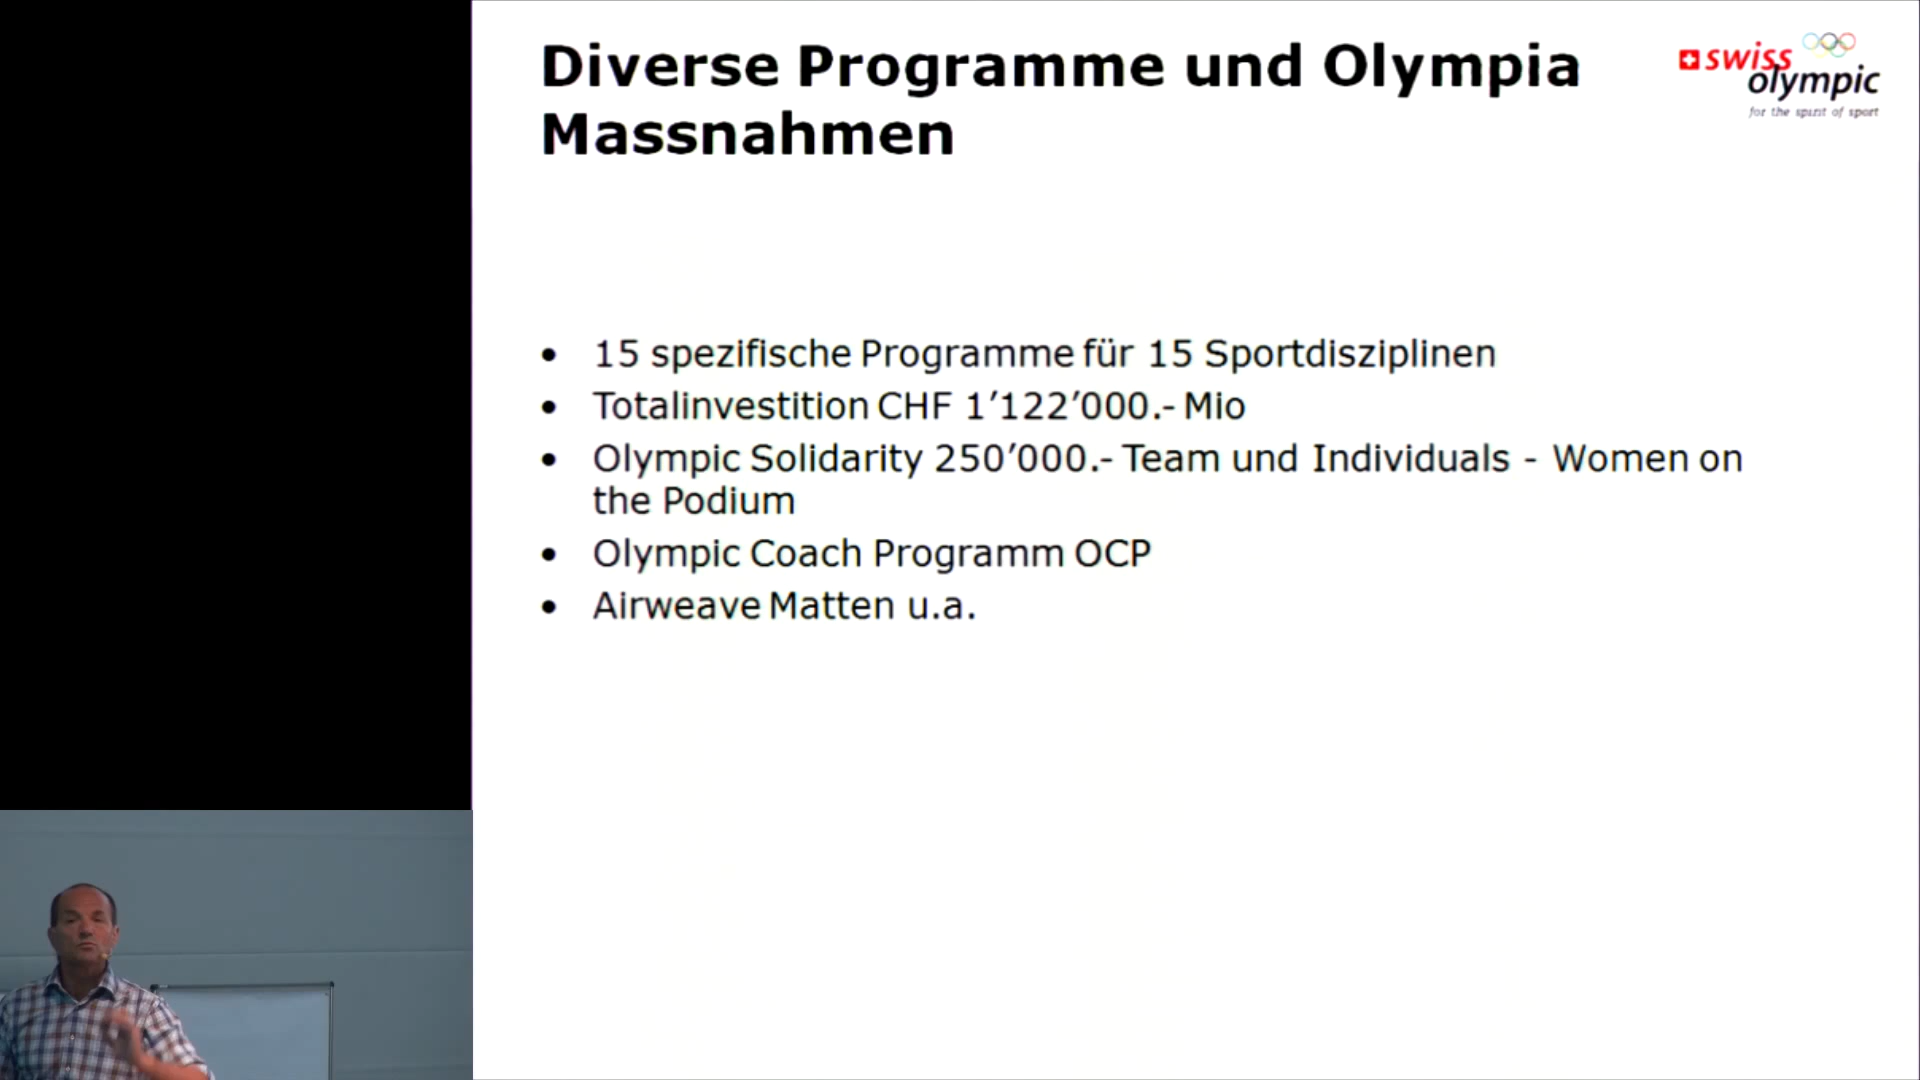 Diverse Programme und Olympia
Massnahmen
swiss
olympic
for the spirit of sport
• 15 spezifische Programme für 15 Sportdisziplinen
• Totalinvestition CHF 1’122’000.- Mio
• Olympic Solidarity 250’000.- Team und Individuals - Women on
the Podium
• Olympic Coach Programm OCP
• Airweave Matten u.a.